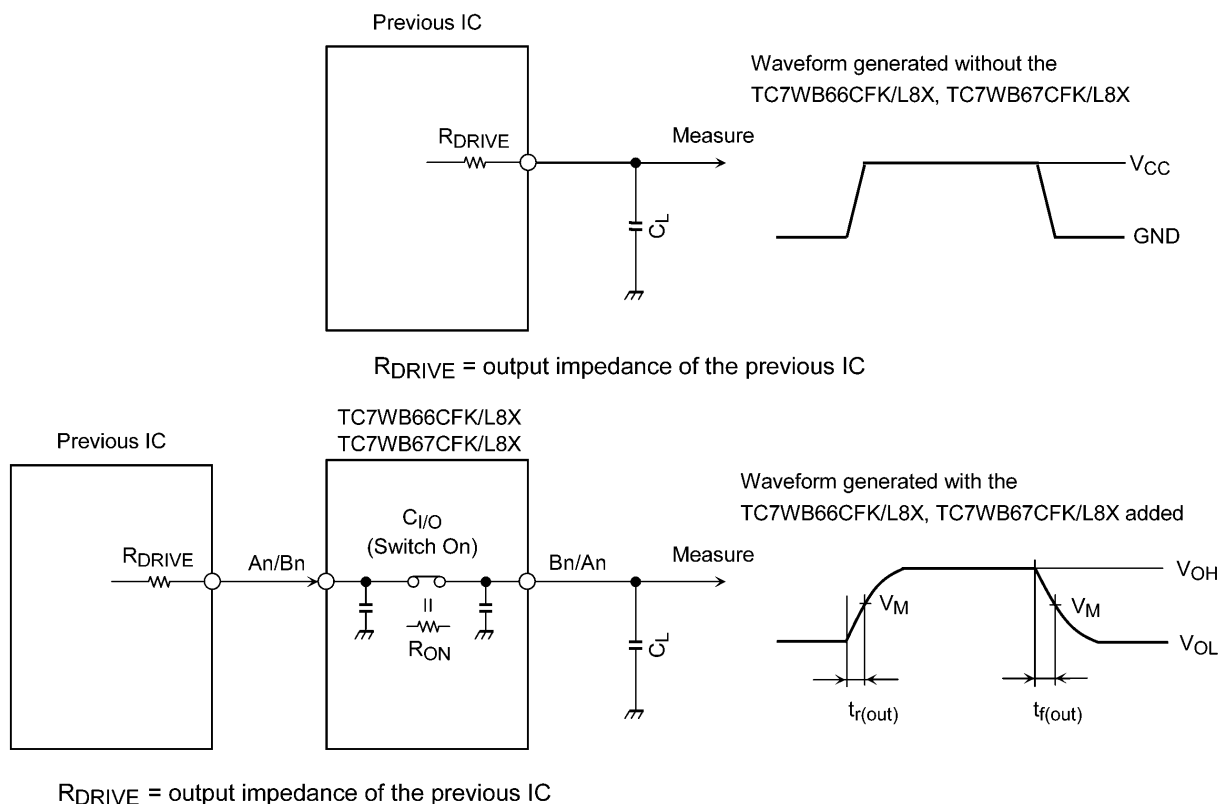 Previous IC
Waveform generated without the
TC7WB66CFK/L8X, TC7WB67CFK/L8X
RDRIVE
Measure
VCC
CL
GND
RDRIVE = output impedance of the previous IC
TC7WB66CFK/L8X
TC7WB67CFK/L8X
Previous IC
Waveform generated with the
TC7WB66CFK/L8X, TC7WB67CFK/L8X added
CI/O
(Switch On)
RDRIVE
An/Bn
Bn/An
Measure
VOH
VM
VM
RON
CL
VOL
tr(out)
tf(out)
RDRIVE = output impedance of the previous IC